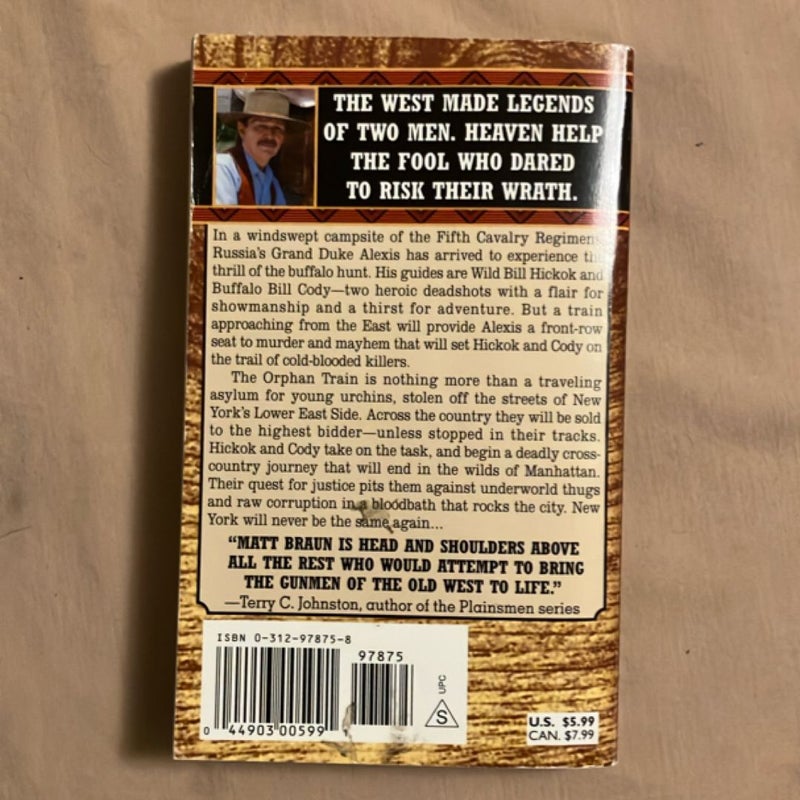 THE WEST MADE LEGENDS
OF TWO MEN. HEAVEN HELP
THE FOOL WHO DARED
TO RISK THEIR WRATH.
In a windswept campsite of the Fifth Cavalry Regimen
Russia's Grand Duke Alexis has arrived to experience th
thrill of the buffalo hunt. His guides are Wild Bill Hickok and
Buffalo Bill Cody—two heroic deadshots with a flair for
showmanship and a thirst for adventure. But a train
approaching from the East will provide Alexis a front-row
seat to murder and mayhem that will set Hickok and Cody on
the trail of cold-blooded killers.
The Orphan Train is nothing more than a traveling
asylum for young urchins, stolen off the streets of New
York's Lower East Side. Across the country they will be sold
to the highest bidder—unless stopped in their tracks.
Hickok and Cody take on the task, and begin a deadly cross-
country journey that will end in the wilds of Manhattan.
Their quest for justice pits them against underworld thugs
and raw corruption in a bloodbath that rocks the city. New
York will never be the same again...
“MATT BRAUN IS HEAD AND SHOULDERS ABOVE
ALL THE REST WHO WOULD ATTEMPT TO BRING
THE GUNMEN OF THE OLD WEST TO LIFE.”
—Terry C. Johnston, author of the Plainsmen series
ISBN 0-312-97875-8
97875
0 44903 00599
UPC
S
U.S. $5.99
CAN. $7.99